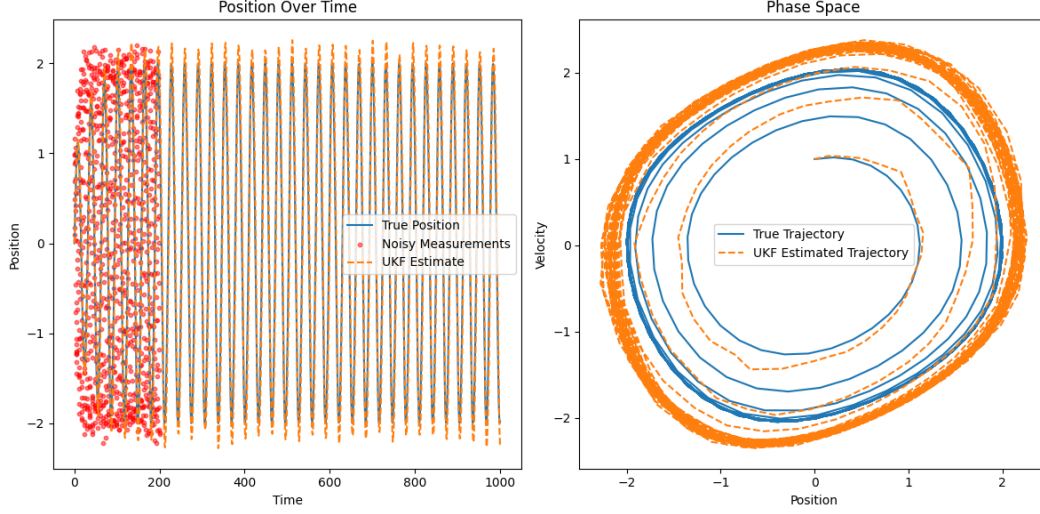 Position Over Time
Position
2
1
0
−1
−2
0
200
400
600
800
1000
Time
True Position
Noisy Measurements
UKF Estimate
Phase Space
Velocity
2
1
0
−1
−2
−2
−1
0
1
2
Position
True Trajectory
UKF Estimated Trajectory